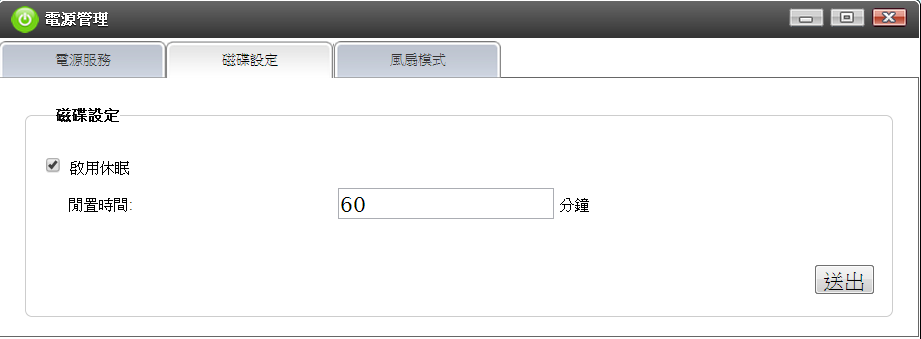 電源管理
電源服務 磁碟設定 風扇模式
磁碟設定
啟用休眠
閒置時間: 60 分鐘
送出